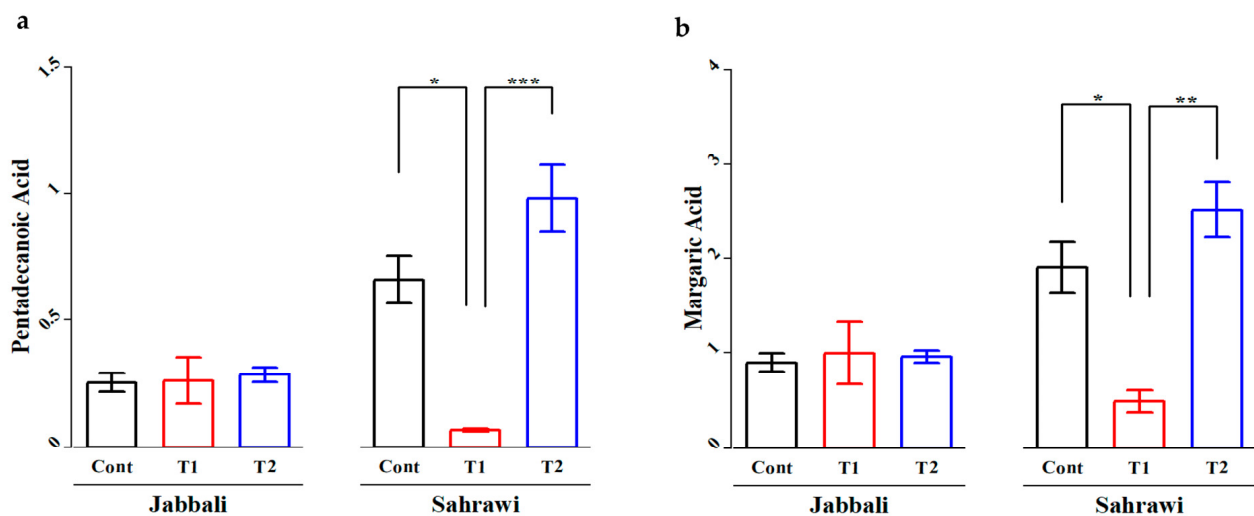 a
Pentadecanoic Acid
1.5
1
0.5
0
* ***
Cont T1 T2 Cont T1 T2
Jabbali Sahrawi
b
Margaric Acid
4
3
2
1
0
* **
Cont T1 T2 Cont T1 T2
Jabbali Sahrawi